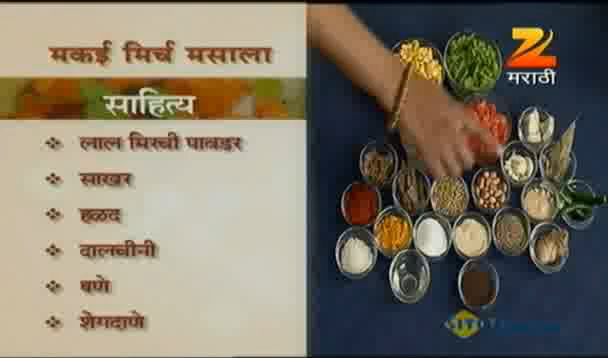 मकई मिर्च मसाला
साहित्य
लाल मिरची पावडर
साखर
हळद
दालचीनी
धणे
शेंगदाणे
Z
मराठी